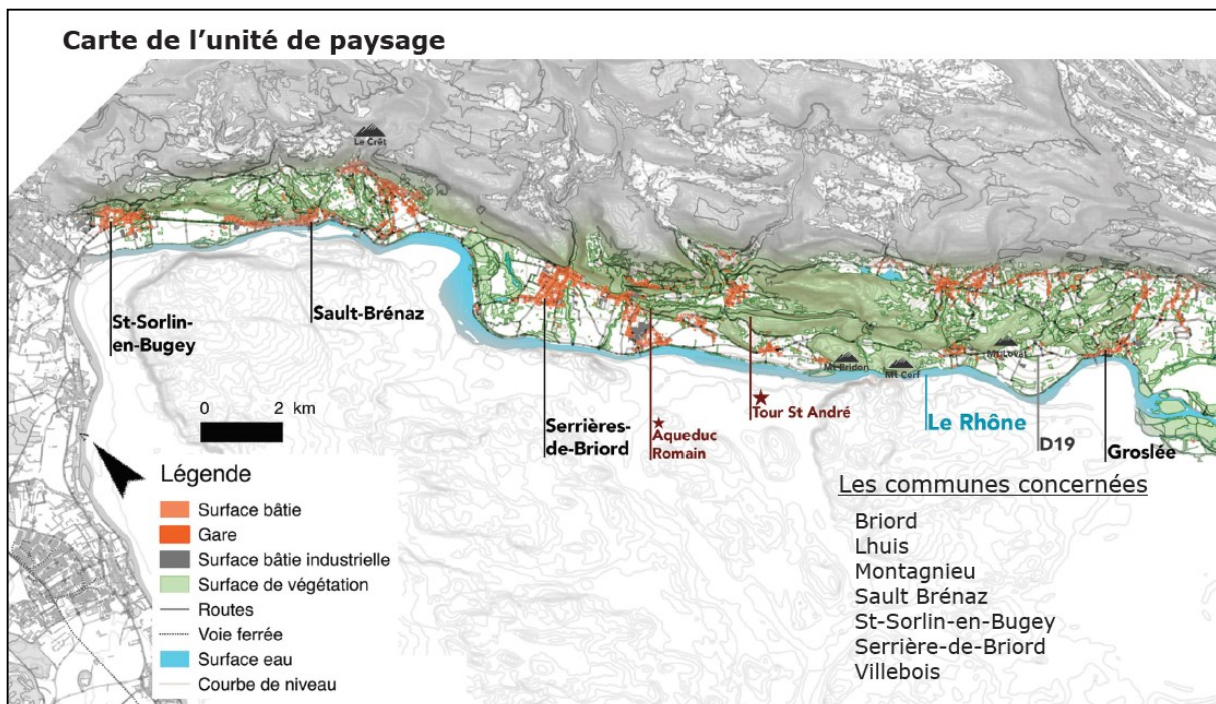 Carte de l’unité de paysage
Le Crêt
St-Sorlin-
en-Bugey
Sault-Brénaz
Serrières-
de-Briord
Aqueduc
Romain
Tour St André
Mt Bridon
Mt Cerf
Le Rhône
Mt Lovat
D19
Groslée
0 2 km
Légende
Surface bâtie
Gare
Surface bâtie industrielle
Surface de végétation
Routes
Voie ferrée
Surface eau
Courbe de niveau
Les communes concernées
Briord
Lhuis
Montagnieu
Sault Brénaz
St-Sorlin-en-Bugey
Serrière-de-Briord
Villebois